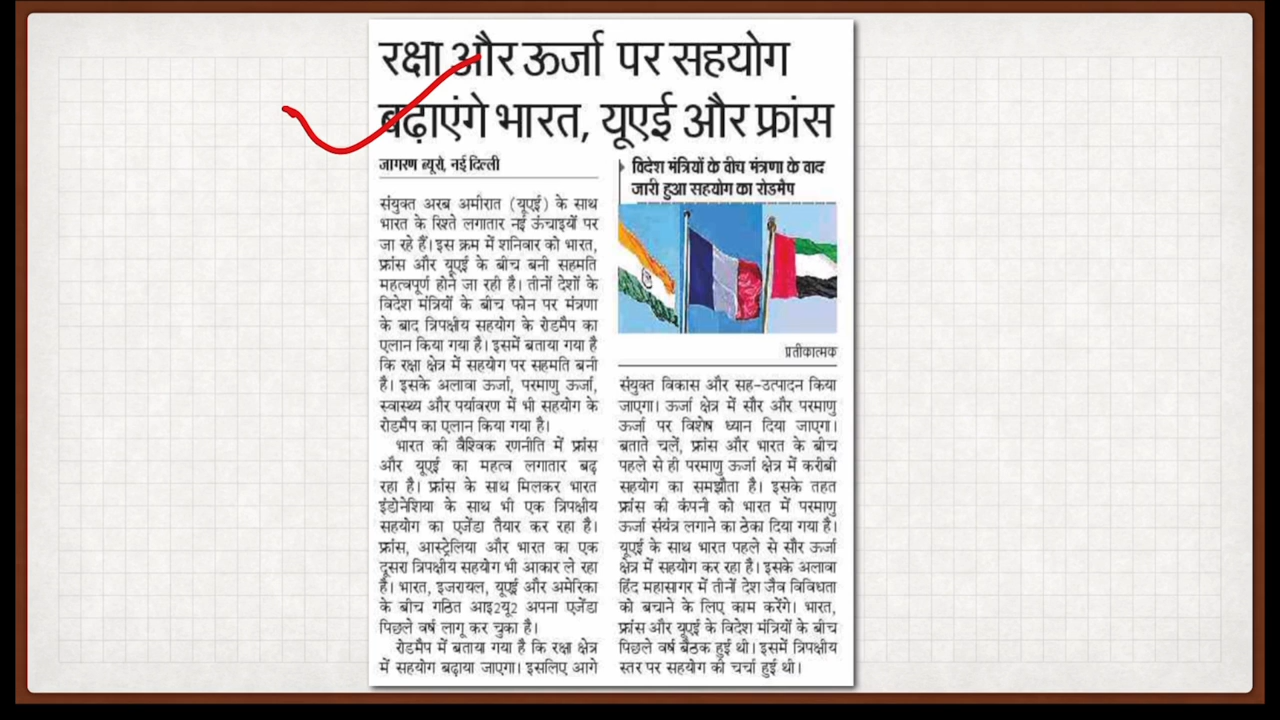 रक्षा और ऊर्जा पर सहयोग
बढ़ाएंगे भारत, यूएई और फ्रांस
जागरण ब्यूरो, नई दिल्ली
संयुक्त अरब अमीरात (यूएई) के साथ
भारत के रिश्ते लगातार नई ऊंचाइयों पर
जा रहे हैं। इस क्रम में शनिवार को भारत,
फ्रांस और यूएई के बीच बनी सहमति
महत्वपूर्ण होने जा रही है। तीनों देशों के
विदेश मंत्रियों के बीच फोन पर मंत्रणा
के बाद त्रिपक्षीय सहयोग के रोडमैप का
एलान किया गया है। इसमें बताया गया है
कि रक्षा क्षेत्र में सहयोग पर सहमति बनी
है। इसके अलावा ऊर्जा, परमाणु ऊर्जा,
स्वास्थ्य और पर्यावरण में भी सहयोग के
रोडमैप का एलान किया गया है।
भारत की वैश्विक रणनीति में फ्रांस
और यूएई का महत्व लगातार बढ़
रहा है। फ्रांस के साथ मिलकर भारत
इंडोनेशिया के साथ भी एक त्रिपक्षीय
सहयोग का एजेंडा तैयार कर रहा है।
फ्रांस, आस्ट्रेलिया और भारत का एक
दूसरा त्रिपक्षीय सहयोग भी आकार ले रहा
है। भारत, इजरायल, यूएई और अमेरिका
के बीच गठित आइ2यू2 अपना एजेंडा
पिछले वर्ष लागू कर चुका है।
रोडमैप में बताया गया है कि रक्षा क्षेत्र
में सहयोग बढ़ाया जाएगा। इसलिए आगे
विदेश मंत्रियों के बीच मंत्रणा के बाद
जारी हुआ सहयोग का रोडमैप
प्रतीकात्मक
संयुक्त विकास और सह-उत्पादन किया
जाएगा। ऊर्जा क्षेत्र में सौर और परमाणु
ऊर्जा पर विशेष ध्यान दिया जाएगा।
बताते चलें, फ्रांस और भारत के बीच
पहले से ही परमाणु ऊर्जा क्षेत्र में करीबी
सहयोग का समझौता है। इसके तहत
फ्रांस की कंपनी को भारत में परमाणु
ऊर्जा संयंत्र लगाने का ठेका दिया गया है।
यूएई के साथ भारत पहले से सौर ऊर्जा
क्षेत्र में सहयोग कर रहा है। इसके अलावा
हिंद महासागर में तीनों देश जैव विविधता
को बचाने के लिए काम करेंगे। भारत,
फ्रांस और यूएई के विदेश मंत्रियों के बीच
पिछले वर्ष बैठक हुई थी। इसमें त्रिपक्षीय
स्तर पर सहयोग की चर्चा हुई थी।